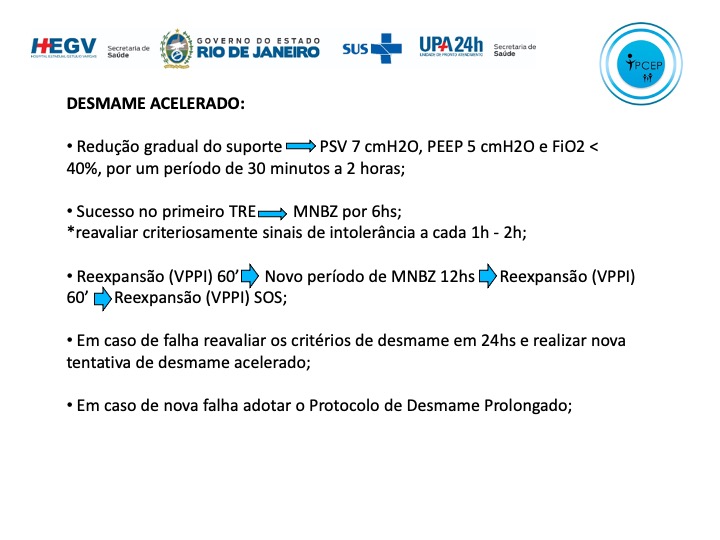 HEGV
HOSPITAL ESTADUAL GETÚLIO VARGAS
Secretaria de
Saúde
GOVERNO DO ESTADO
RIO DE JANEIRO
SUS
UPA24h
UNIDADE DE PRONTO ATENDIMENTO
Secretaria de
Saúde
PCEP
DESMAME ACELERADO:
• Redução gradual do suporte PSV 7 cmH2O, PEEP 5 cmH2O e FiO2 <
40%, por um período de 30 minutos a 2 horas;
• Sucesso no primeiro TRE MNBZ por 6hs;
*reavaliar criteriosamente sinais de intolerância a cada 1h - 2h;
• Reexpansão (VPPI) 60’ Novo período de MNBZ 12hs Reexpansão (VPPI)
60’ Reexpansão (VPPI) SOS;
• Em caso de falha reavaliar os critérios de desmame em 24hs e realizar nova
tentativa de desmame acelerado;
• Em caso de nova falha adotar o Protocolo de Desmame Prolongado;